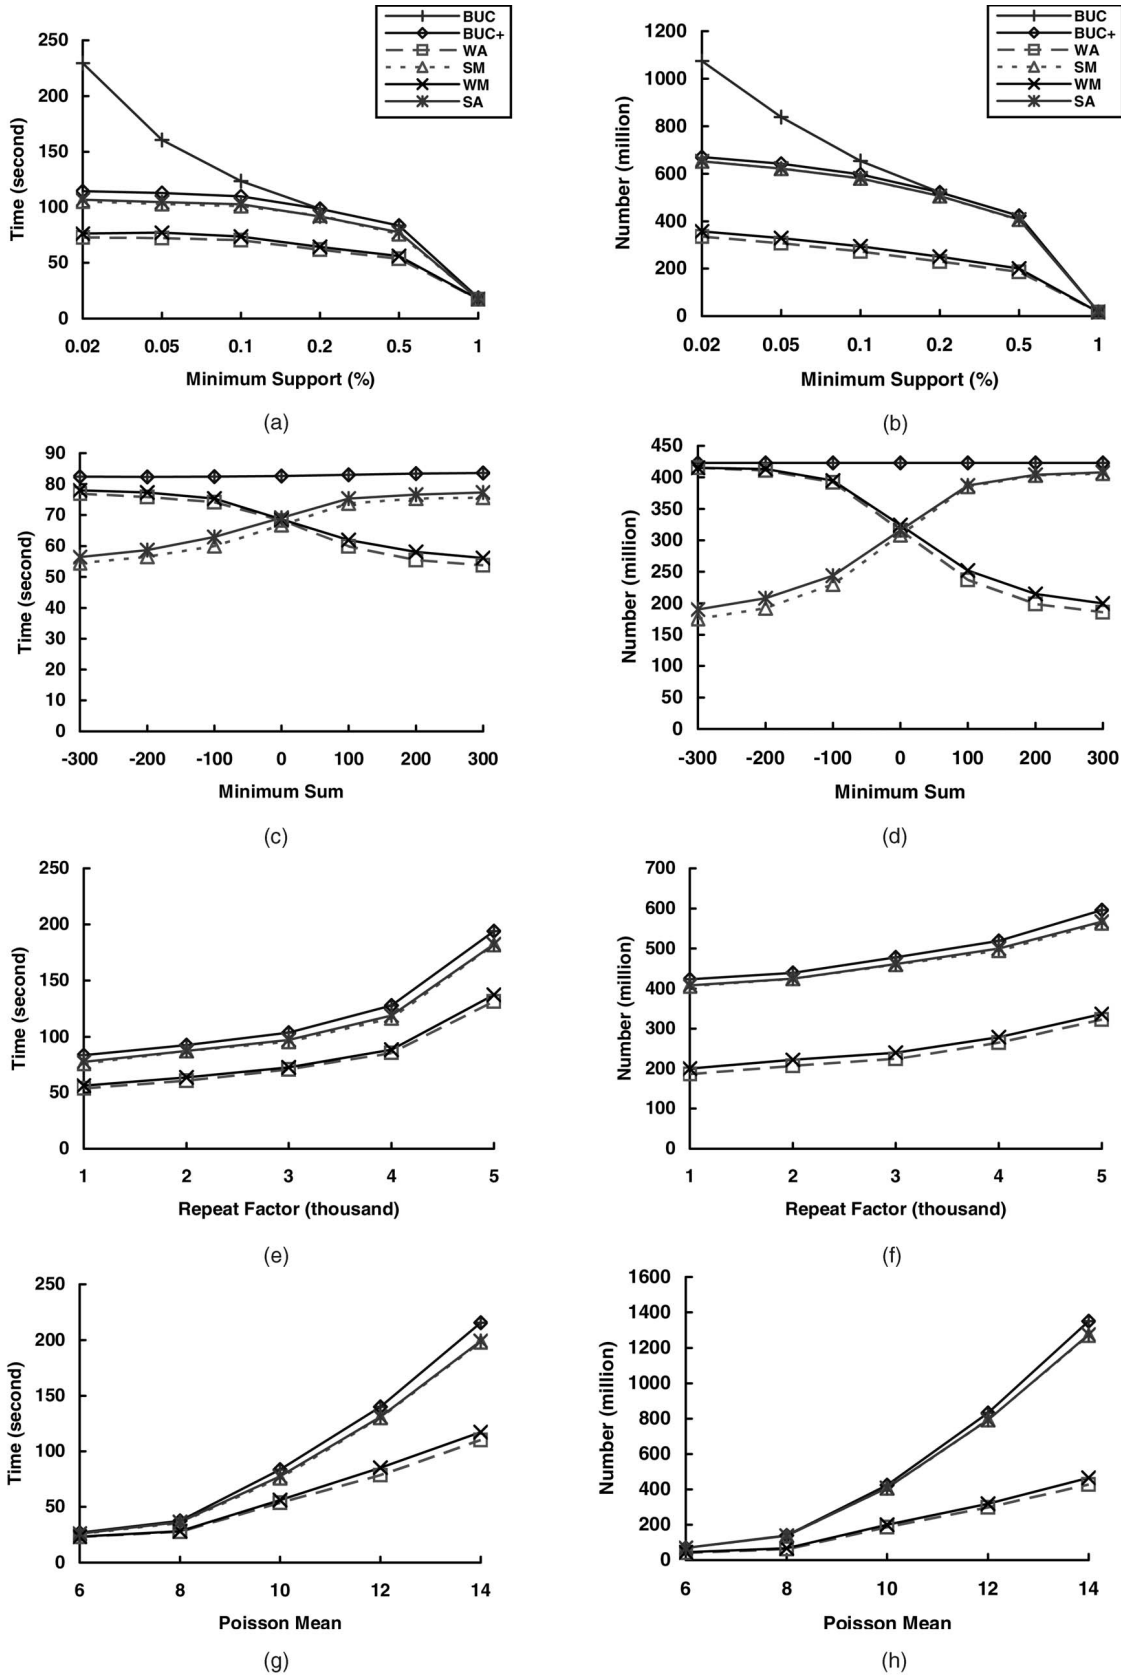 BUC
BUC+
WA
SM
WM
SA
250
200
150
100
50
0
Time (second)
0.02 0.05 0.1 0.2 0.5 1
Minimum Support (%)
(a)
BUC
BUC+
WA
SM
WM
SA
1200
1000
800
600
400
200
0
Number (million)
0.02 0.05 0.1 0.2 0.5 1
Minimum Support (%)
(b)
90
80
70
60
50
40
30
20
10
0
Time (second)
-300 -200 -100 0 100 200 300
Minimum Sum
(c)
450
400
350
300
250
200
150
100
50
0
Number (million)
-300 -200 -100 0 100 200 300
Minimum Sum
(d)
250
200
150
100
50
0
Time (second)
1 2 3 4 5
Repeat Factor (thousand)
(e)
700
600
500
400
300
200
100
0
Number (million)
1 2 3 4 5
Repeat Factor (thousand)
(f)
250
200
150
100
50
0
Time (second)
6 8 10 12 14
Poisson Mean
(g)
1600
1400
1200
1000
800
600
400
200
0
Number (million)
6 8 10 12 14
Poisson Mean
(h)